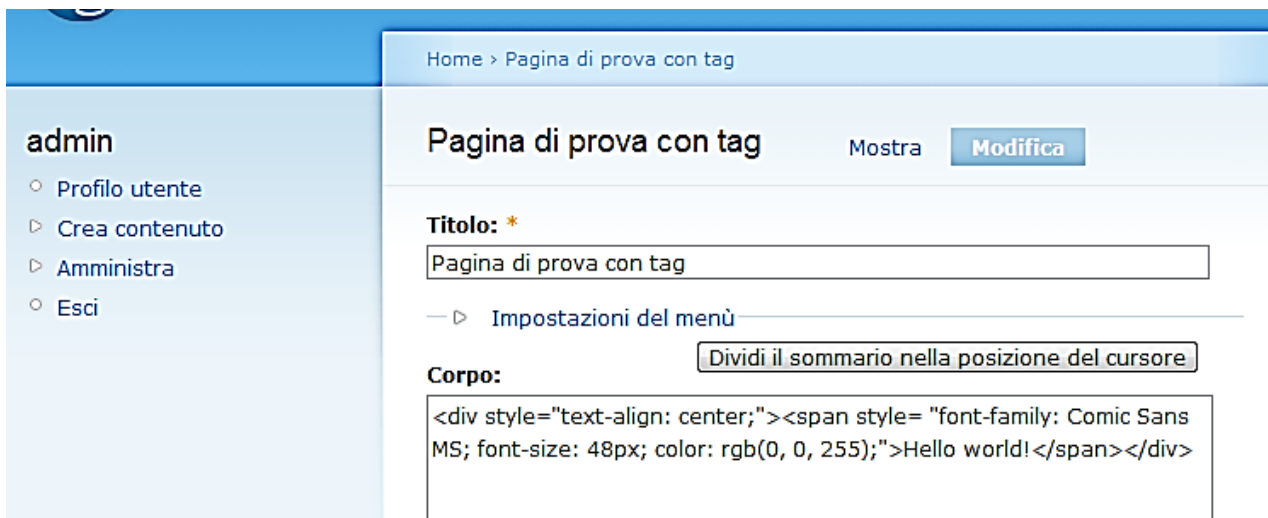 Home › Pagina di prova con tag
admin
Profilo utente
Crea contenuto
Amministra
Esci
Pagina di prova con tag
Mostra
Modifica
Titolo: *
Pagina di prova con tag
Impostazioni del menù
Dividi il sommario nella posizione del cursore
Corpo:
<div style="text-align: center;"><span style= "font-family: Comic Sans
MS; font-size: 48px; color: rgb(0, 0, 255);">Hello world!</span></div>